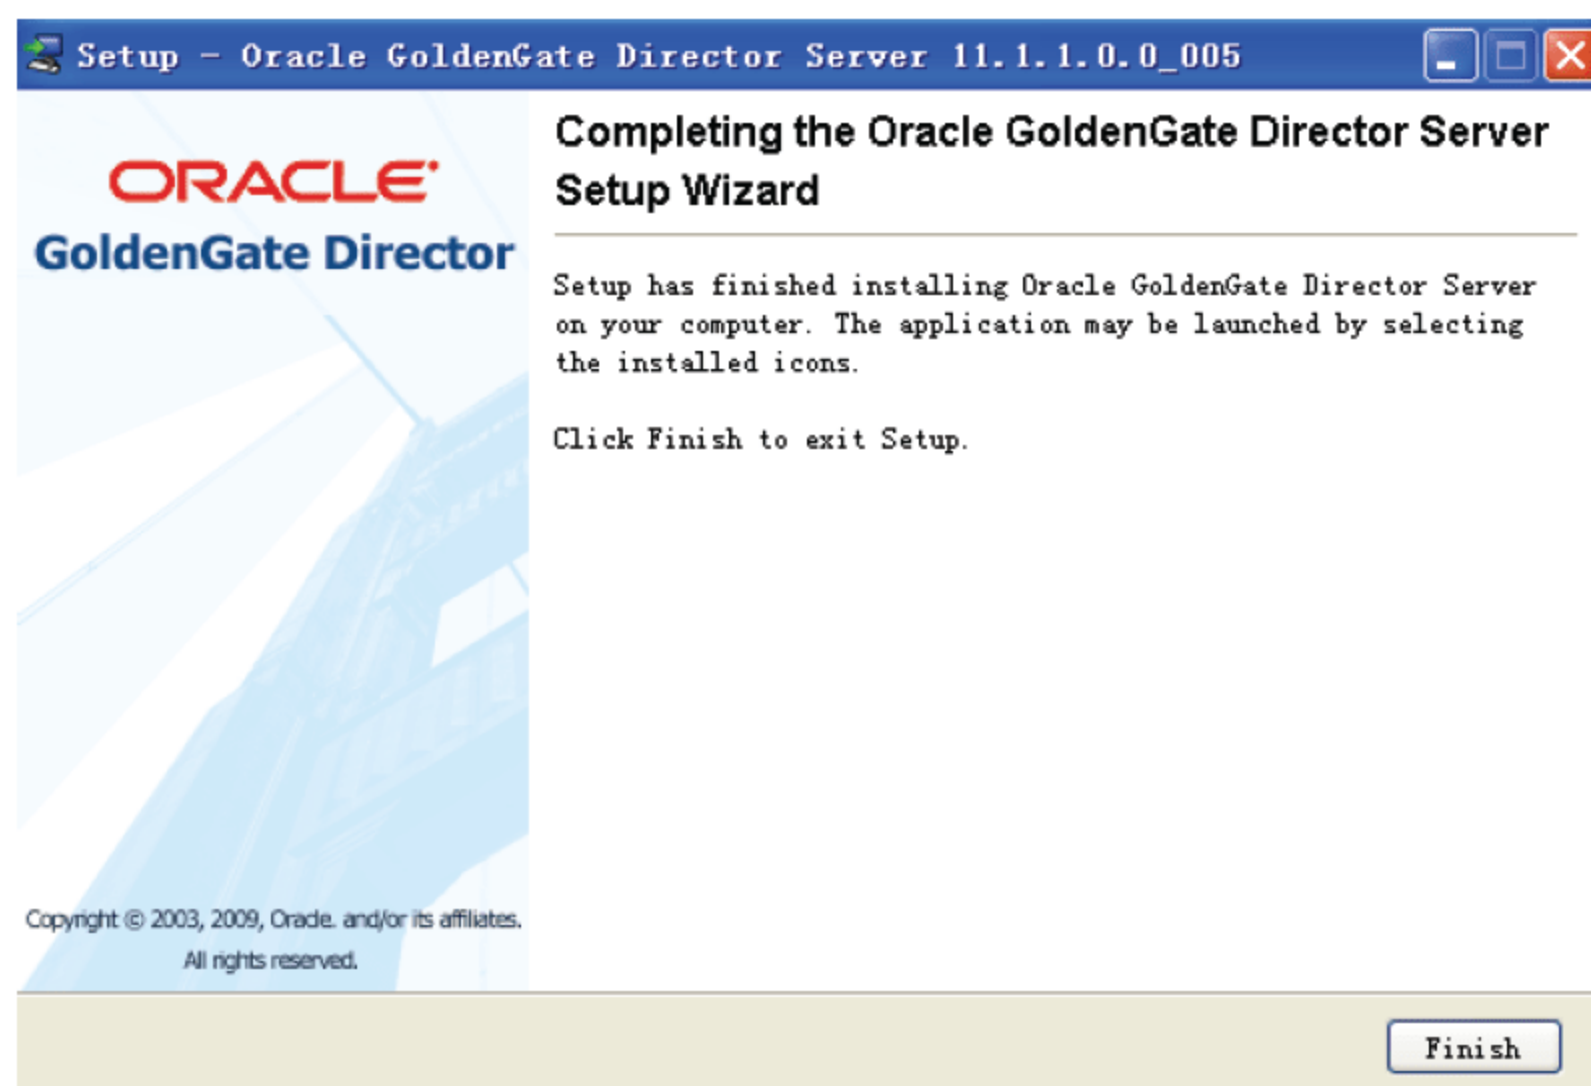 Setup - Oracle GoldenGate Director Server 11.1.1.0.0_005
ORACLE
GoldenGate Director
Completing the Oracle GoldenGate Director Server
Setup Wizard
Setup has finished installing Oracle GoldenGate Director Server
on your computer. The application may be launched by selecting
the installed icons.
Click Finish to exit Setup.
Copyright © 2003, 2009, Oracle. and/or its affiliates.
All rights reserved.
Finish